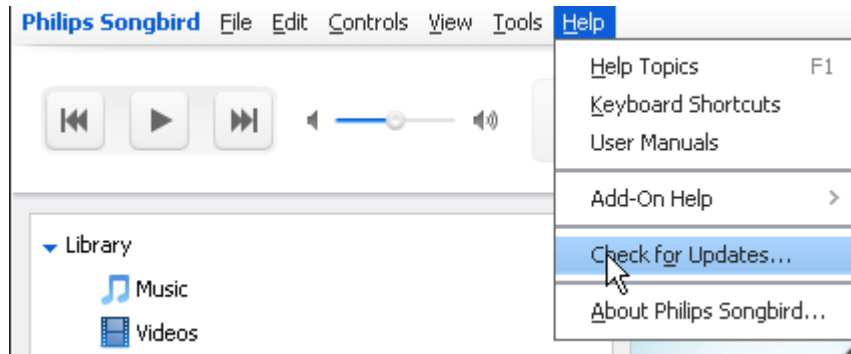 Philips Songbird File Edit Controls View Tools Help
Help Topics F1
Keyboard Shortcuts
User Manuals
Add-On Help
Check for Updates...
About Philips Songbird...
Library
Music
Videos